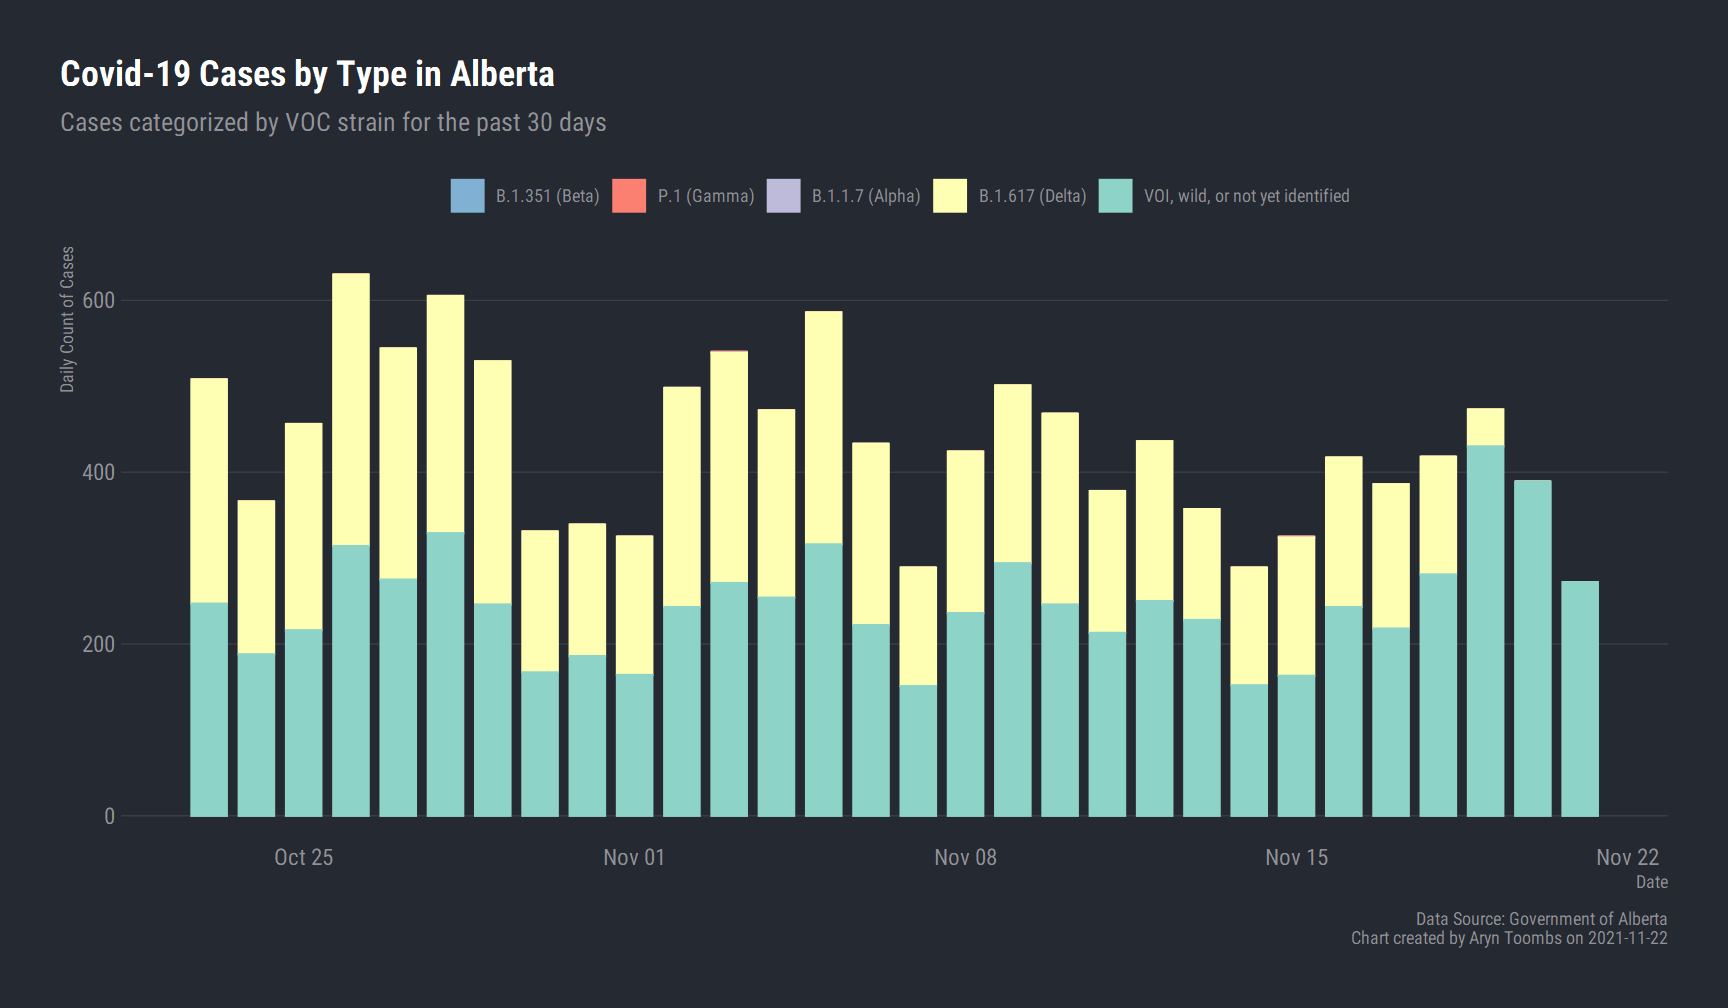 Covid-19 Cases by Type in Alberta
Cases categorized by VOC strain for the past 30 days
B.1.351 (Beta) P.1 (Gamma) B.1.1.7 (Alpha) B.1.617 (Delta) VOI, wild, or not yet identified
Daily Count of Cases
600
400
200
0
Oct 25 Nov 01 Nov 08 Nov 15 Nov 22
Date
Data Source: Government of Alberta
Chart created by Aryn Toombs on 2021-11-22